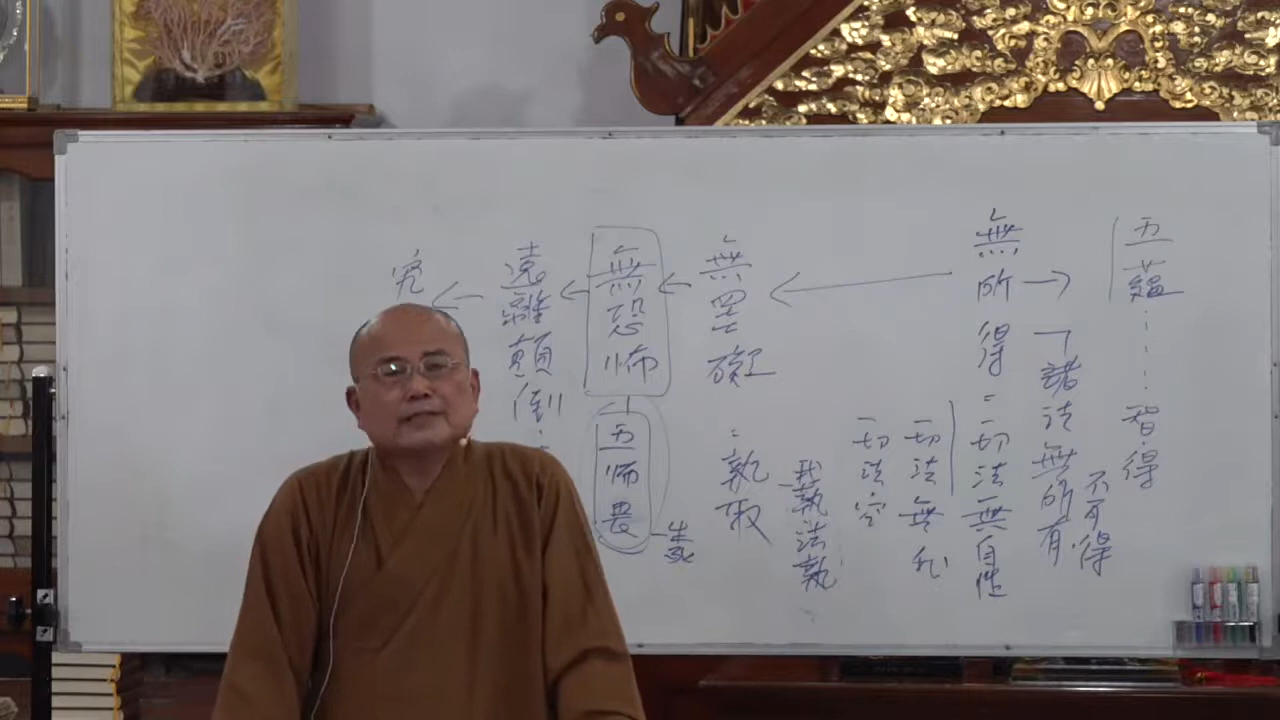 五蘊……智.得
不可得
「諸法無所有.
無所得=一切法無自性
一切法無我
一切法空
我執法執
無罣礙=執取
無恐怖
五怖畏
生死
遠離顛倒…
究